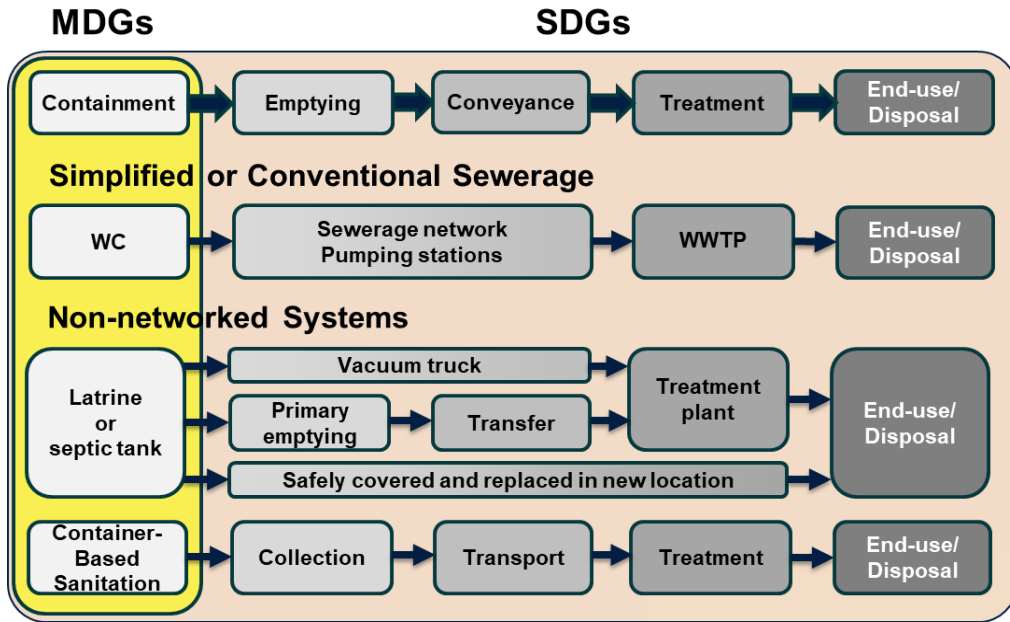 MDGs
SDGs
Containment
Emptying
Conveyance
Treatment
End-use/
Disposal
Simplified or Conventional Sewerage
WC
Sewerage network
Pumping stations
WWTP
End-use/
Disposal
Non-networked Systems
Latrine
or
septic tank
Vacuum truck
Primary
emptying
Transfer
Treatment
plant
Safely covered and replaced in new location
End-use/
Disposal
Container-
Based
Sanitation
Collection
Transport
Treatment
End-use/
Disposal